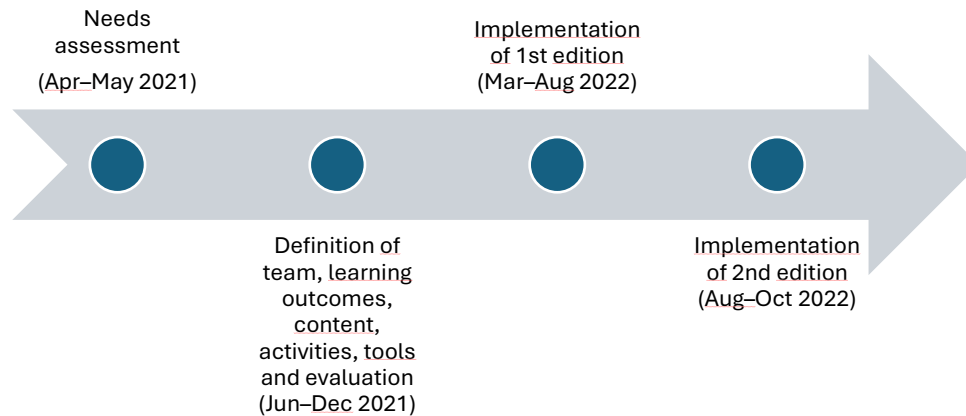 Needs
assessment
(Apr–May 2021)
Definition of
team, learning
outcomes,
content,
activities, tools
and evaluation
(Jun–Dec 2021)
Implementation
of 1st edition
(Mar–Aug 2022)
Implementation
of 2nd edition
(Aug–Oct 2022)